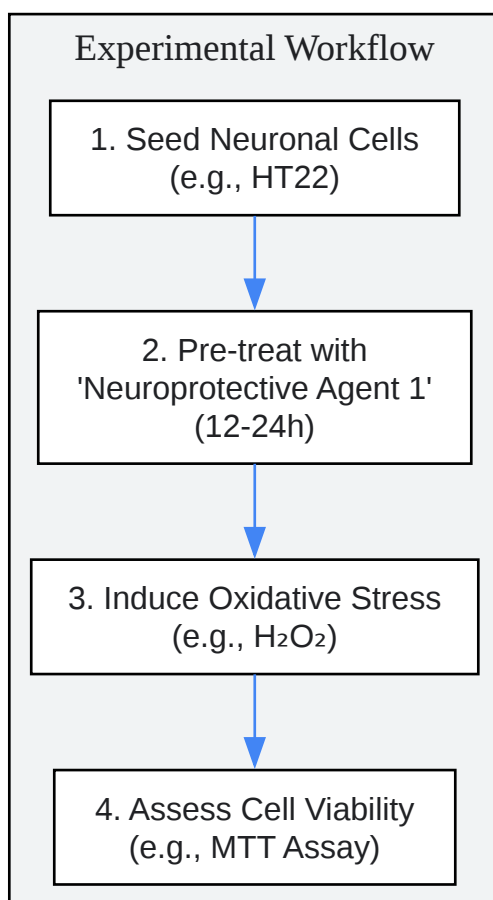 Experimental Workflow
1. Seed Neuronal Cells
(e.g., HT22)
2. Pre-treat with
'Neuroprotective Agent 1'
(12-24h)
3. Induce Oxidative Stress
(e.g., H₂O₂)
4. Assess Cell Viability
(e.g., MTT Assay)